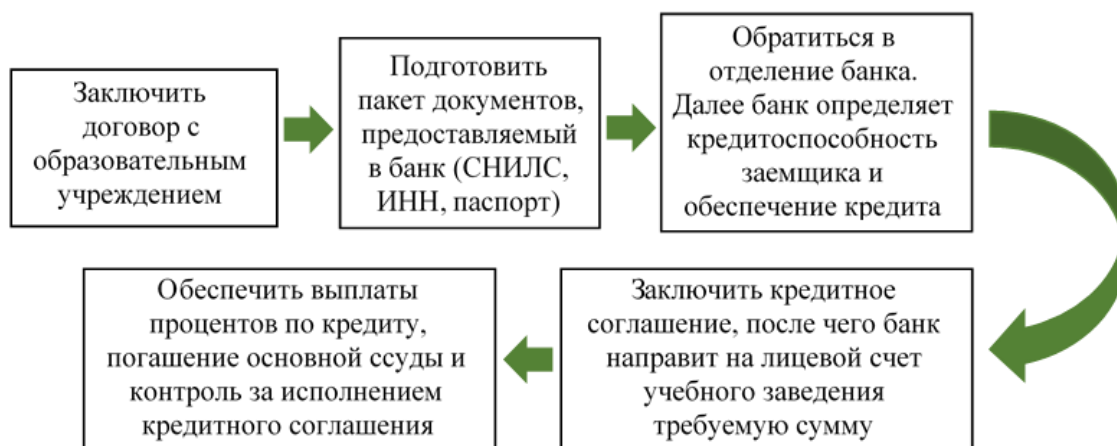 Заключить
договор с
образовательным
учреждением
Подготовить
пакет документов,
предоставляемый
в банк (СНИЛС,
ИНН, паспорт)
Обратиться в
отделение банка.
Далее банк определяет
кредитоспособность
заемщика и
обеспечение кредита
Заключить кредитное
соглашение, после чего банк
направит на лицевой счет
учебного заведения
требуемую сумму
Обеспечить выплаты
процентов по кредиту,
погашение основной ссуды и
контроль за исполнением
кредитного соглашения